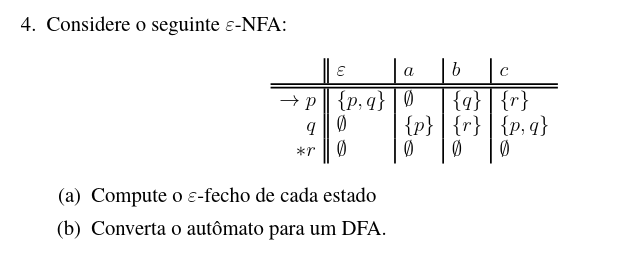 4. Considere o seguinte ε-NFA:
ε a b c
→ p {p, q} ∅ {q} {r}
q ∅ {p} {r} {p, q}
∗r ∅ ∅ ∅ ∅
(a) Compute o ε-fecho de cada estado
(b) Converta o autômato para um DFA.